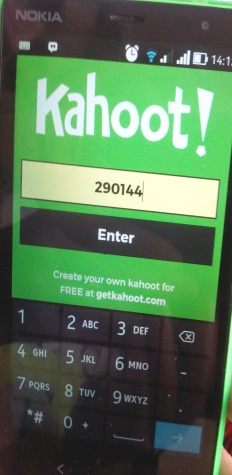 NOKIA
14:1
Kahoot!
290144
Enter
Create your own kahoot for
FREE at getkahoot.com
1
2 ABC
3 DEF
4 GHI
5 JKL
6 MNO
-
7 PQRS
8 TUV
9 WXYZ
.
*#
0 +